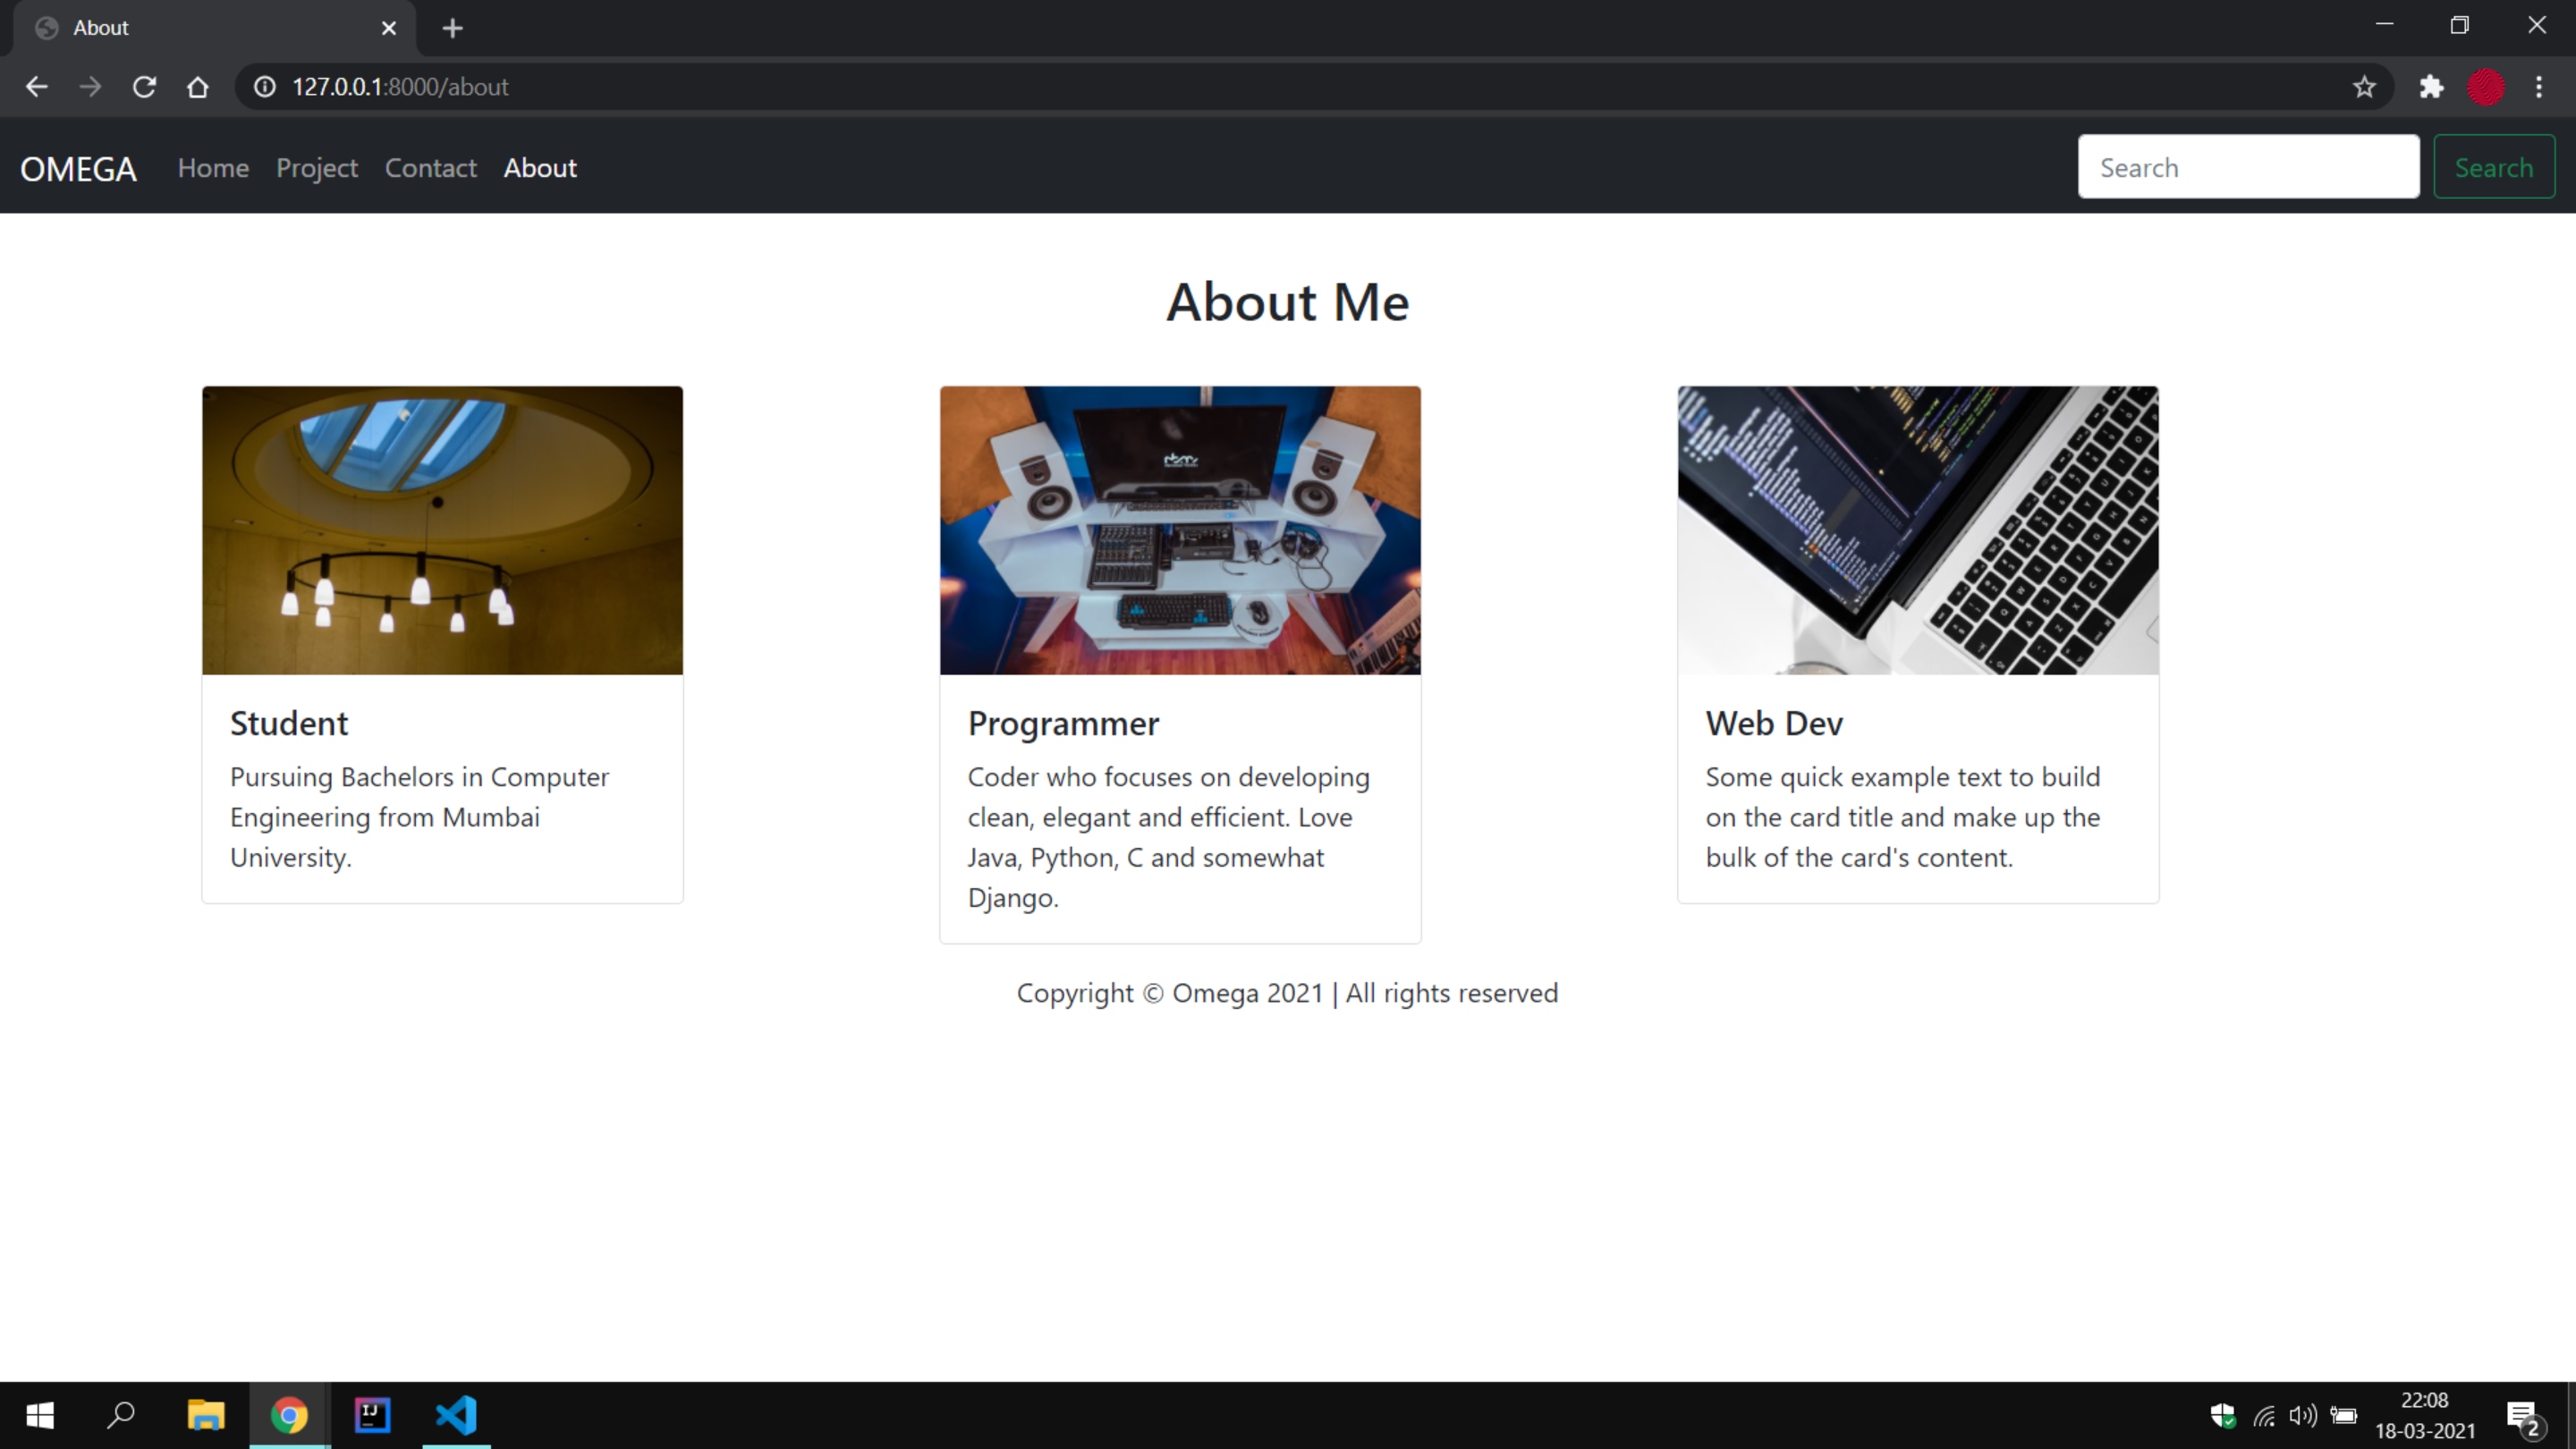 About
127.0.0.1:8000/about
OMEGA Home Project Contact About Search Search
About Me
Student
Pursuing Bachelors in Computer
Engineering from Mumbai
University.
Programmer
Coder who focuses on developing
clean, elegant and efficient. Love
Java, Python, C and somewhat
Django.
Web Dev
Some quick example text to build
on the card title and make up the
bulk of the card's content.
Copyright © Omega 2021 | All rights reserved
IJ
22:08
18-03-2021
2